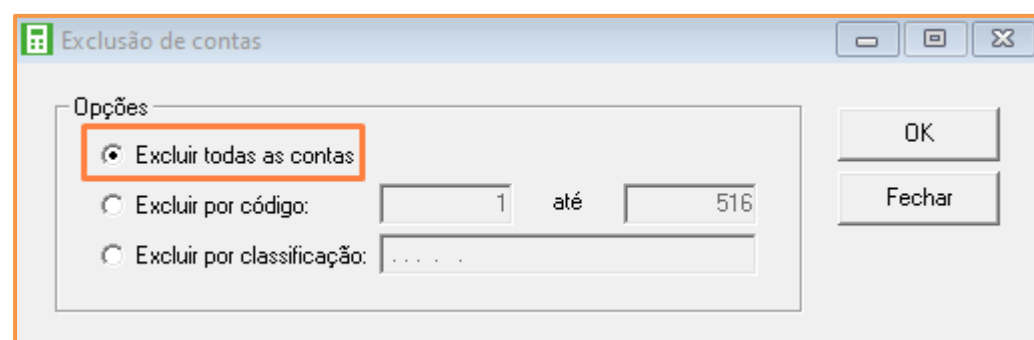 Exclusão de contas
Opções
Excluir todas as contas
OK
Excluir por código: 1 até 516
Fechar
Excluir por classificação: . . . . . .